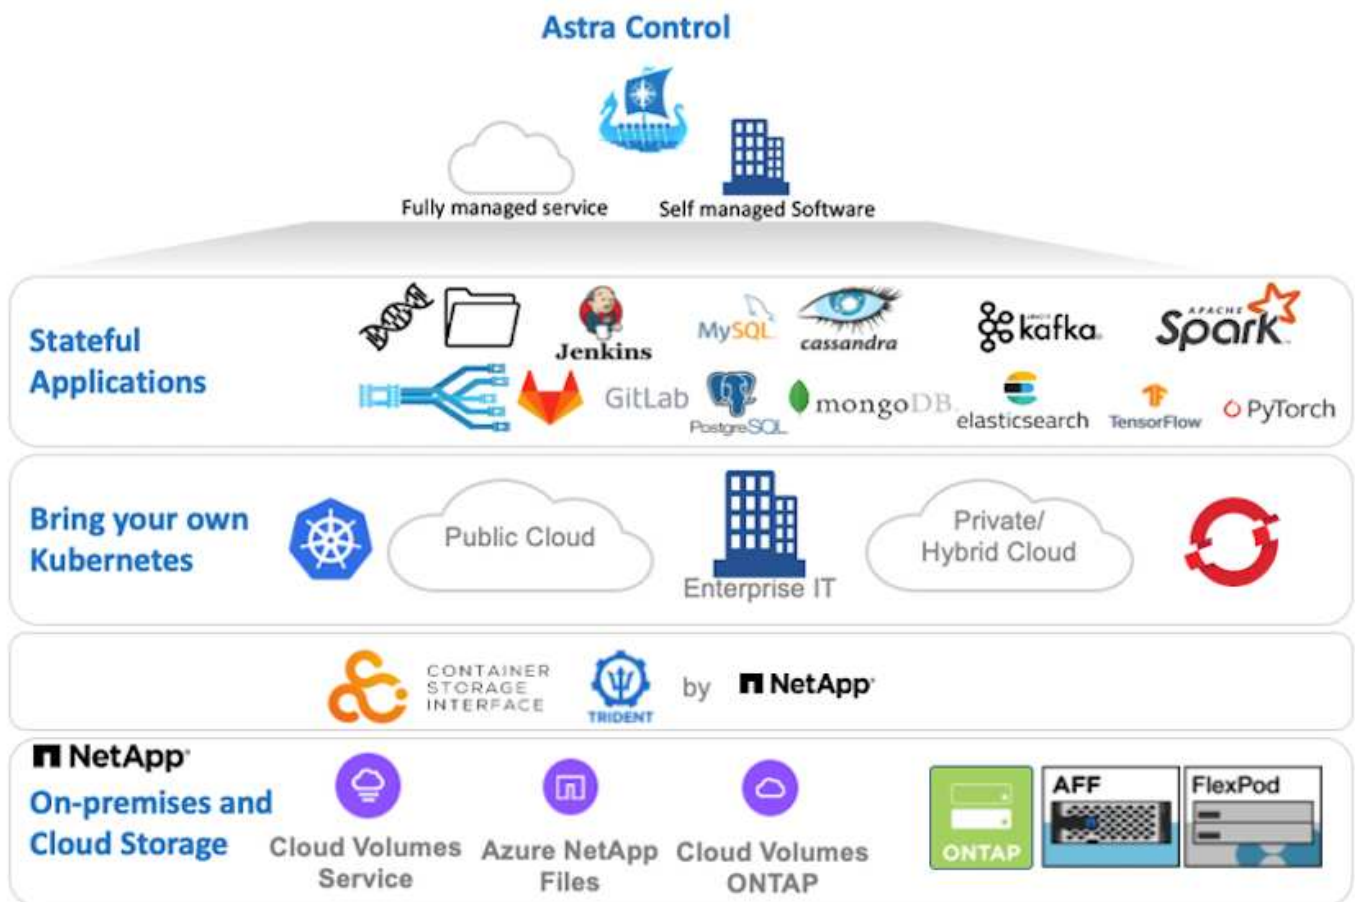 Astra Control
Fully managed service
Self managed Software
Stateful
Applications
Jenkins
MySQL
cassandra
kafka
APACHE
Spark
GitLab
PostgreSQL
mongoDB
elasticsearch
TensorFlow
PyTorch
Bring your own
Kubernetes
Public Cloud
Enterprise IT
Private/
Hybrid Cloud
CONTAINER
STORAGE
INTERFACE
TRIDENT
by
NetApp
NetApp
On-premises and
Cloud Storage
Cloud Volumes
Service
Azure NetApp
Files
Cloud Volumes
ONTAP
ONTAP
AFF
FlexPod